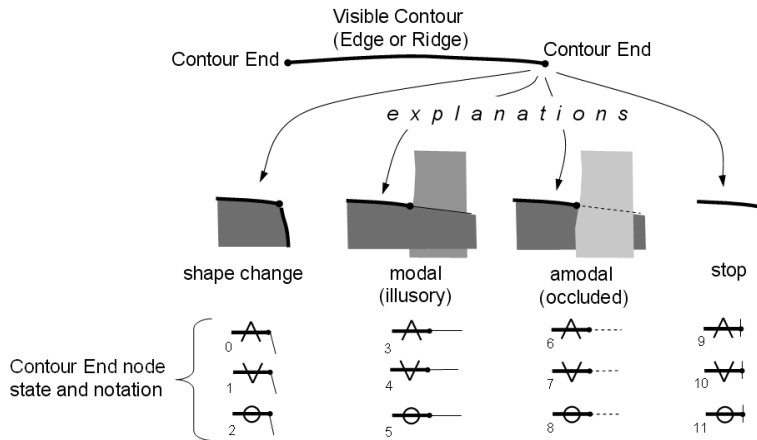 Visible Contour
(Edge or Ridge)
Contour End
Contour End
explanations
shape change
modal
(illusory)
amodal
(occluded)
stop
Contour End node
state and notation
0
3
6
9
1
4
7
10
2
5
8
11